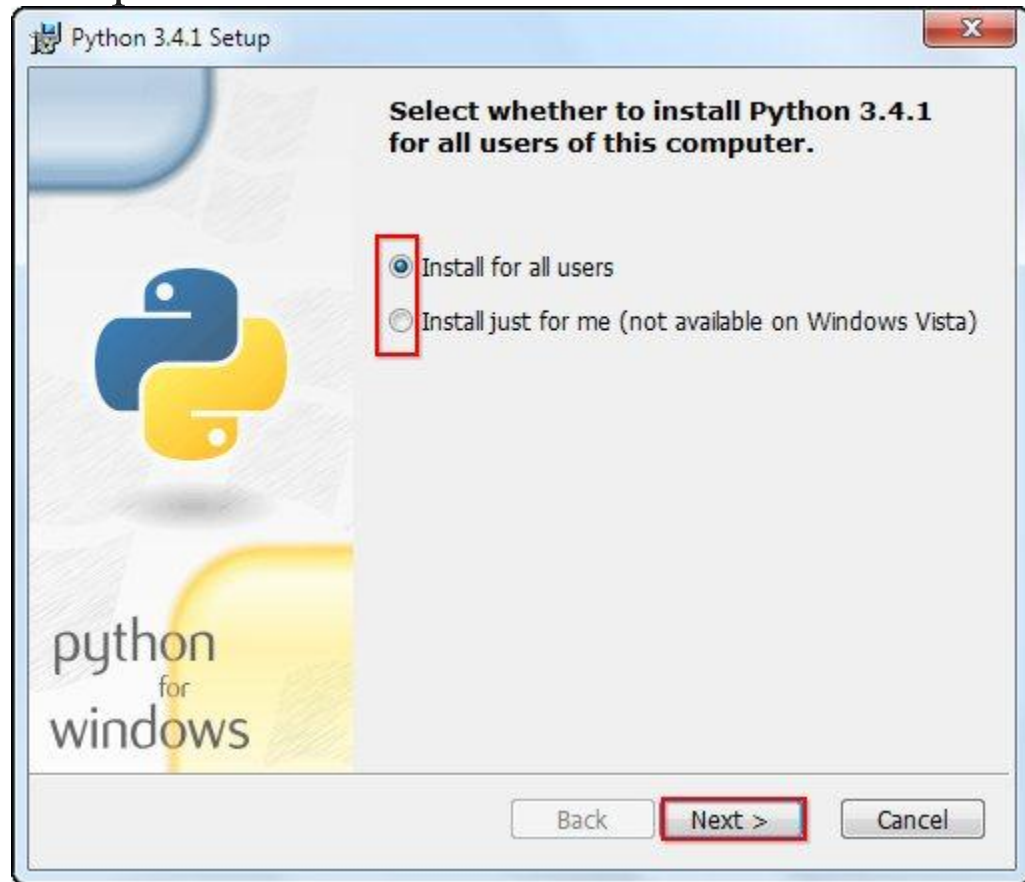 Python 3.4.1 Setup
Select whether to install Python 3.4.1
for all users of this computer.
Install for all users
Install just for me (not available on Windows Vista)
python
for
windows
Back
Next >
Cancel